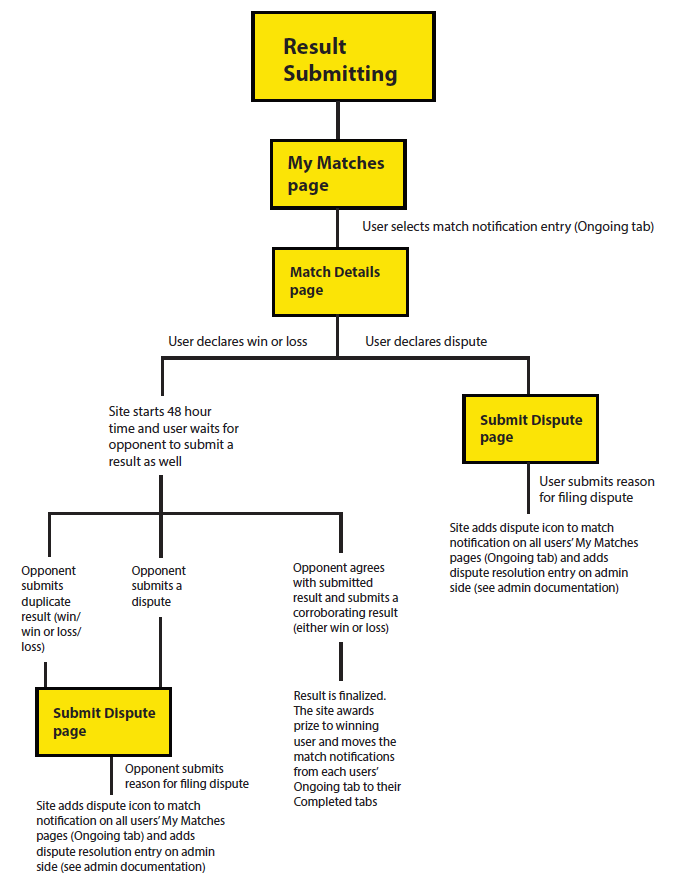 Result
Submitting
My Matches
page
User selects match notification entry (Ongoing tab)
Match Details
page
User declares win or loss
User declares dispute
Site starts 48 hour
time and user waits for
opponent to submit a
result as well
Submit Dispute
page
User submits reason
for filing dispute
Site adds dispute icon to match
notification on all users' My Matches
pages (Ongoing tab) and adds
dispute resolution entry on admin
side (see admin documentation)
Opponent
submits
duplicate
result (win/
win or loss/
loss)
Opponent
submits a
dispute
Opponent agrees
with submitted
result and submits a
corroborating result
(either win or loss)
Submit Dispute
page
Opponent submits
reason for filing dispute
Site adds dispute icon to match
notification on all users' My Matches
pages (Ongoing tab) and adds
dispute resolution entry on admin
side (see admin documentation)
Result is finalized.
The site awards
prize to winning
user and moves the
match notifications
from each users'
Ongoing tab to their
Completed tabs